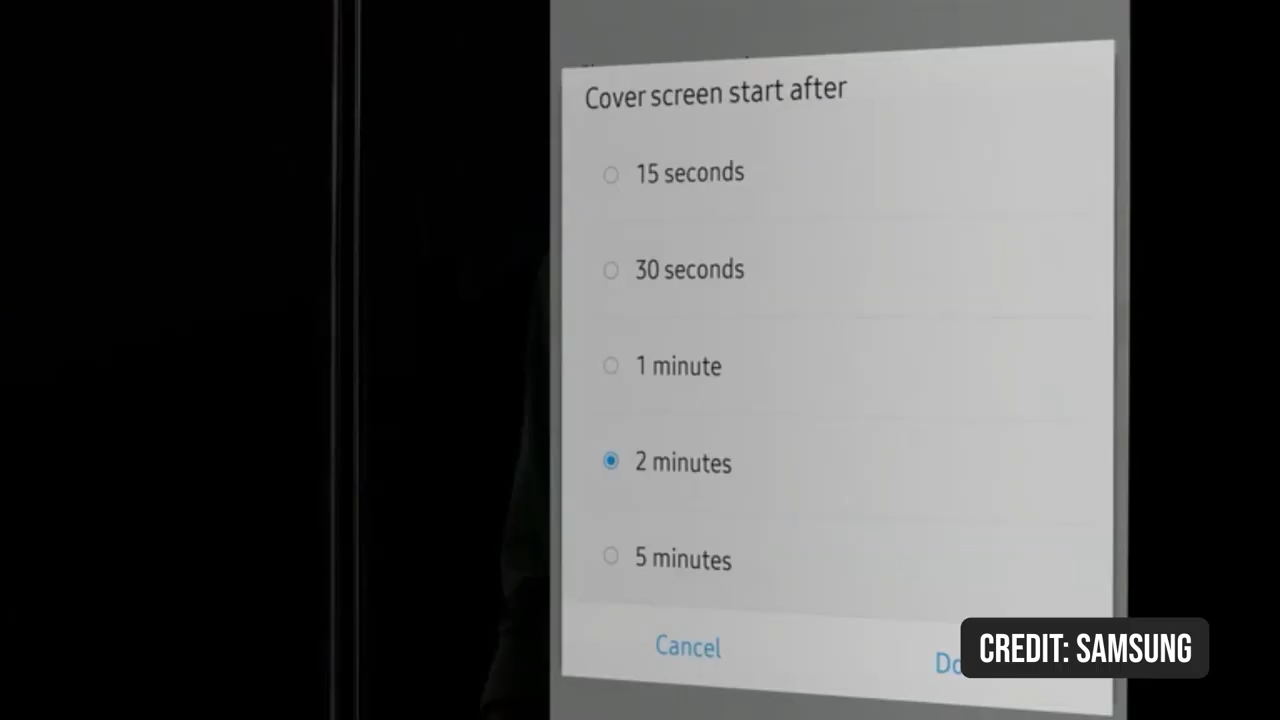 Cover screen start after
15 seconds
30 seconds
1 minute
2 minutes
5 minutes
Cancel
CREDIT: SAMSUNG